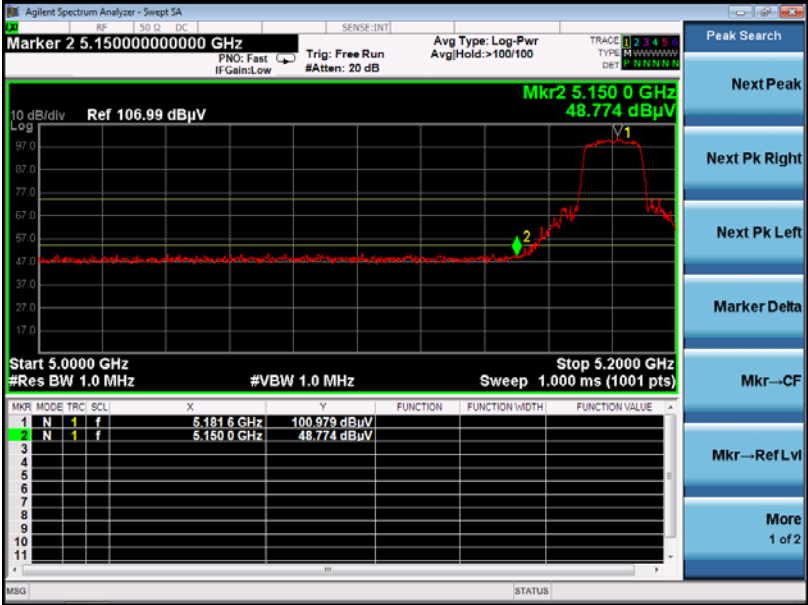 Agilent Spectrum Analyzer - Swept SA
RF 50 Ω DC SENSE:INT
Marker 2 5.150000000000 GHz
PNO: Fast
IFGain:Low
Trig: Free Run
#Atten: 20 dB
Avg Type: Log-Pwr
Avg|Hold:>100/100
TRACE 1 2 3 4 5 6
TYPE M WWWWW
DET P N N N N N
Mkr2 5.150 0 GHz
48.774 dBµV
10 dB/div Ref 106.99 dBµV
Log
97.0
87.0
77.0
67.0
57.0
47.0
37.0
27.0
17.0
1
2
Start 5.0000 GHz Stop 5.2000 GHz
#Res BW 1.0 MHz #VBW 1.0 MHz Sweep 1.000 ms (1001 pts)
MKR MODE TRC SCL X Y FUNCTION FUNCTION WIDTH FUNCTION VALUE
1 N 1 f 5.181 6 GHz 100.979 dBµV
2 N 1 f 5.150 0 GHz 48.774 dBµV
3
4
5
6
7
8
9
10
11
MSG STATUS
Peak Search
Next Peak
Next Pk Right
Next Pk Left
Marker Delta
Mkr→CF
Mkr→Ref Lvl
More
1 of 2